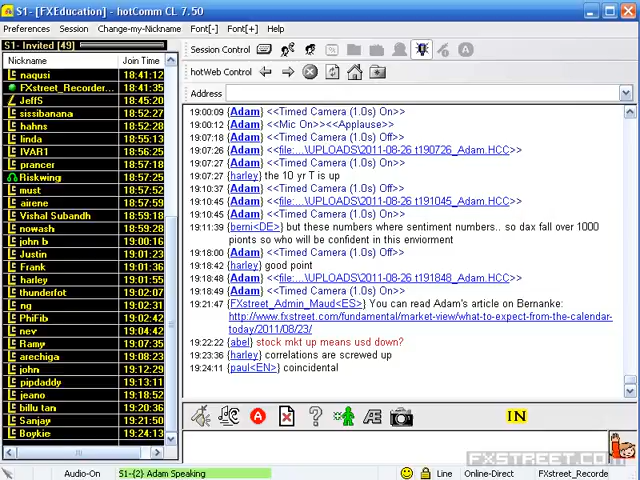 S1- [FXEducation] - hotComm CL 7.50
Preferences Session Change-my-Nickname Font[-] Font[+] Help
S1- Invited [49]
Nickname Join Time
naqusi 18:41:12
FXstreet_Recorder... 18:41:35
JeffS 18:45:20
sissibanana 18:52:27
hahns 18:52:28
linda 18:55:13
IVAR1 18:56:25
prancer 18:57:25
Riskwing 18:57:52
must 18:57:52
airene 18:57:55
Vishal Subandh 18:59:18
nowash 18:59:28
john b 19:00:16
Justin 19:01:23
Frank 19:01:36
harley 19:01:55
thunderfot 19:02:07
ng 19:02:31
PhiFib 19:02:42
nev 19:04:42
Ramy 19:07:35
arechiga 19:08:23
john 19:12:29
pipdaddy 19:13:11
jeano 19:18:52
billu tan 19:20:36
Sanjay 19:21:50
Boykie 19:24:13
Session Control
hotWeb Control
Address
19:00:09 {Adam} <<Timed Camera (1.0s) On>>
19:00:12 {Adam} <<Mic On>><<Applause>>
19:07:18 {Adam} <<Timed Camera (1.0s) Off>>
19:07:26 {Adam} <<file:...\UPLOADS\2011-08-26 t190726_Adam.HCC>>
19:07:27 {Adam} <<Timed Camera (1.0s) On>>
19:07:27 {harley} the 10 yr T is up
19:10:37 {Adam} <<Timed Camera (1.0s) Off>>
19:10:45 {Adam} <<file:...\UPLOADS\2011-08-26 t191045_Adam.HCC>>
19:10:45 {Adam} <<Timed Camera (1.0s) On>>
19:11:39 {berni<DE>} but these numbers where sentiment numbers.. so dax fall over 1000
pionts so who will be confident in this enviorment
19:18:00 {Adam} <<Timed Camera (1.0s) Off>>
19:18:42 {harley} good point
19:18:48 {Adam} <<file:...\UPLOADS\2011-08-26 t191848_Adam.HCC>>
19:18:49 {Adam} <<Timed Camera (1.0s) On>>
19:21:47 {FXstreet_Admin_Maud<ES>} You can read Adam's article on Bernanke:
http://www.fxstreet.com/fundamental/market-view/what-to-expect-from-the-calendar-
today/2011/08/23/
19:22:22 {abel} stock mkt up means usd down?
19:23:36 {harley} correlations are screwed up
19:24:11 {paul<EN>} coincidental
IN
FXSTREET.COM
Audio-On S1-{2} Adam Speaking Line Online-Direct FXstreet_Recorde